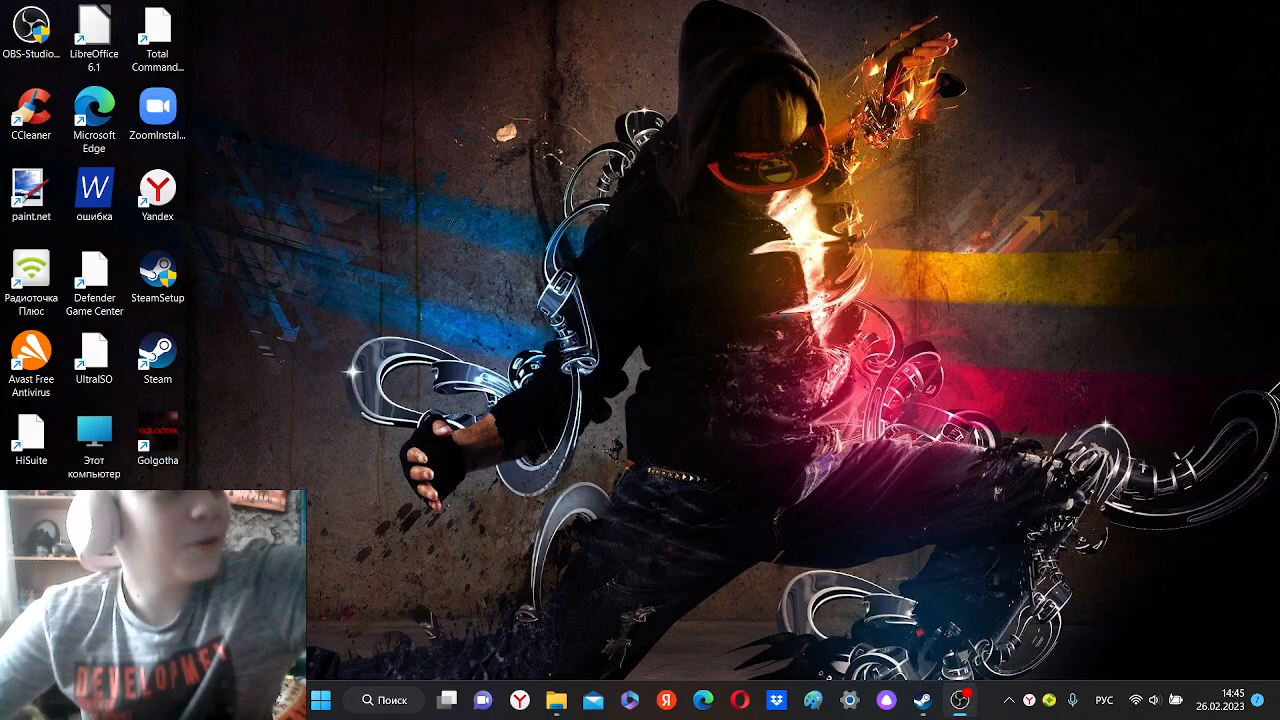 OBS-Studio...
LibreOffice
6.1
Total
Command...
CCleaner
Microsoft
Edge
ZoomInstal...
paint.net
ошибка
Yandex
Радиоточка
Плюс
Defender
Game Center
SteamSetup
Avast Free
Antivirus
UltraISO
Steam
HiSuite
Этот
компьютер
GOLGOTHA
Golgotha
DEVELOPMEN
Поиск
РУС
14:45
26.02.2023